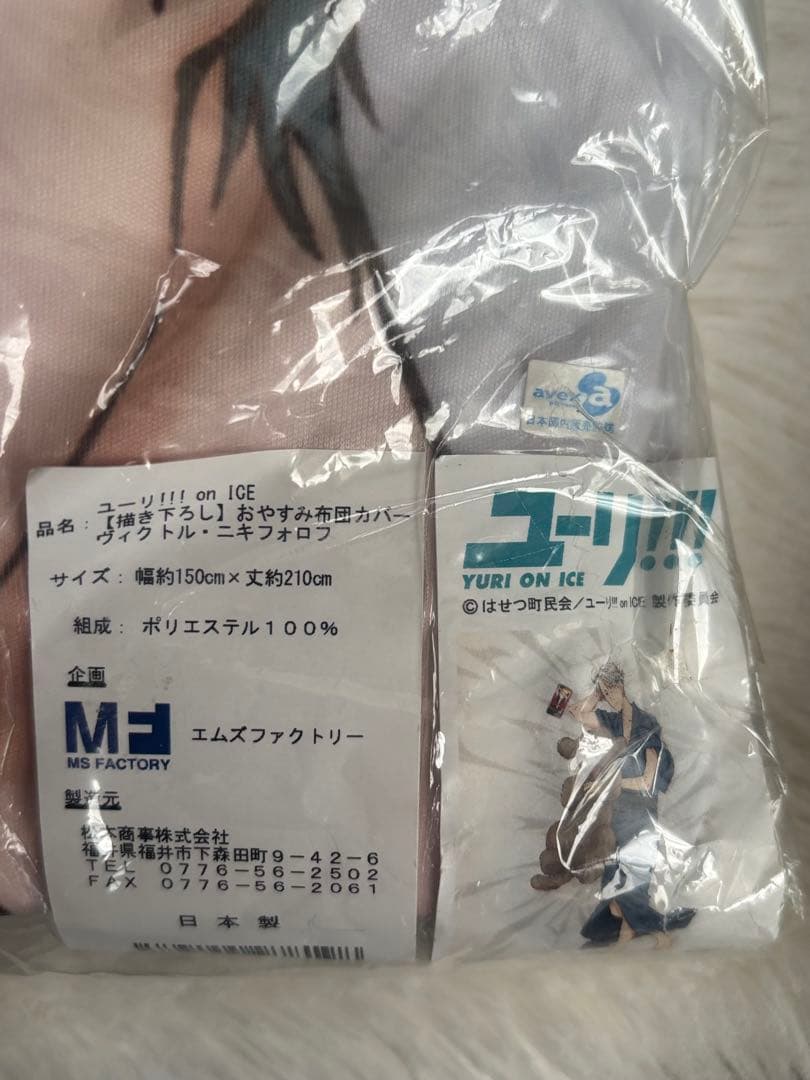 ユーリ!!! on ICE
品名：【描き下ろし】おやすみ布団カバー
ヴィクトル・ニキフォロフ
サイズ：幅約150cm×丈約210cm
組成：ポリエステル１００％
企画
MF
MS FACTORY
エムズファクトリー
製造元
松本商事株式会社
福井県福井市下森田町９－４２－６
ＴＥＬ ０７７６－５６－２５０２
ＦＡＸ ０７７６－５６－２０６１
日本製
avex a
ユーリ!!!
YURI ON ICE
©はせつ町民会／ユーリ!!! on ICE 製作委員会